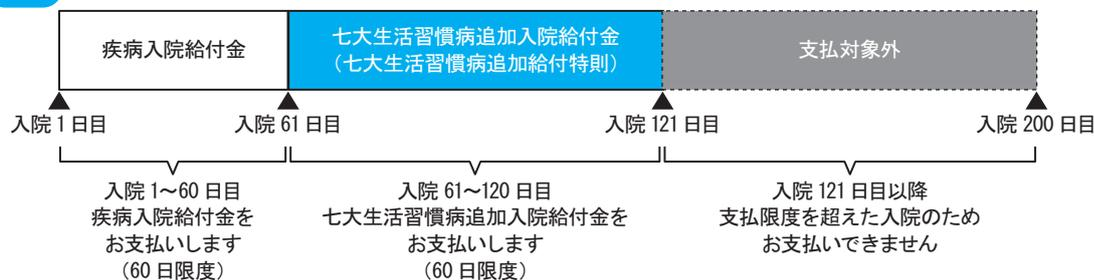 疾病入院給付金
七大生活習慣病追加入院給付金
（七大生活習慣病追加給付特則）
支払対象外
入院 1 日目
入院 61 日目
入院 121 日目
入院 200 日目
入院 1～60 日目
疾病入院給付金を
お支払いします
（60 日限度）
入院 61～120 日目
七大生活習慣病追加入院給付金を
お支払いします
（60 日限度）
入院 121 日目以降
支払限度を超えた入院のため
お支払いできません